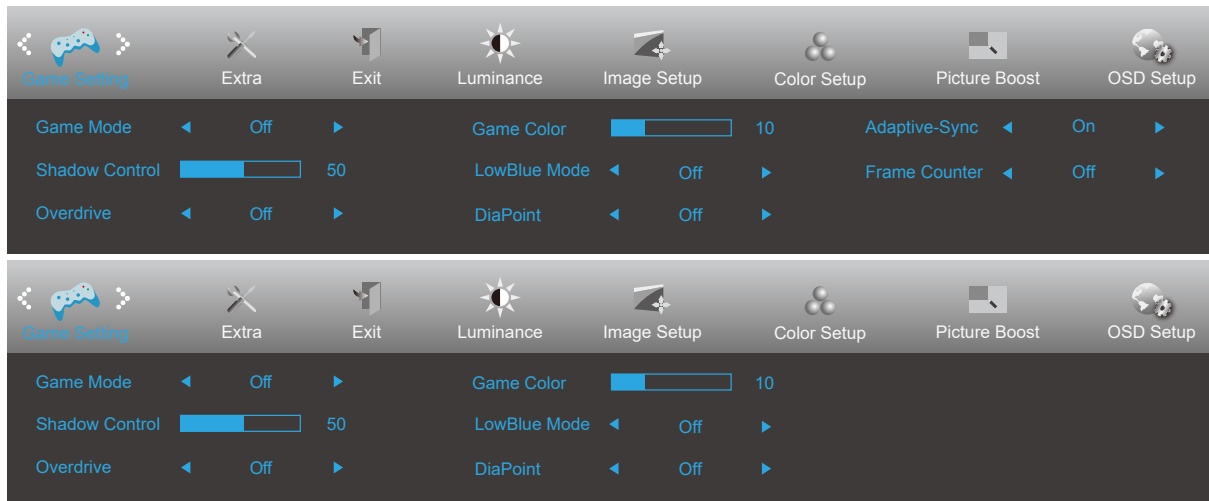 Game Setting Extra Exit Luminance Image Setup Color Setup Picture Boost OSD Setup
Game Mode Off Game Color 10 Adaptive-Sync On
Shadow Control 50 LowBlue Mode Off Frame Counter Off
Overdrive Off DiaPoint Off
Game Setting Extra Exit Luminance Image Setup Color Setup Picture Boost OSD Setup
Game Mode Off Game Color 10
Shadow Control 50 LowBlue Mode Off
Overdrive Off DiaPoint Off